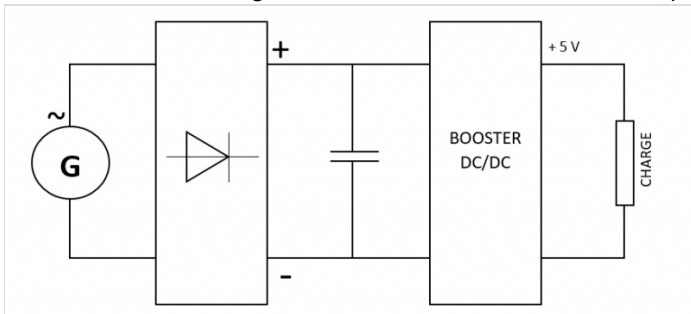 ~
G
+
-
BOOSTER
DC/DC
+ 5 V
CHARGE